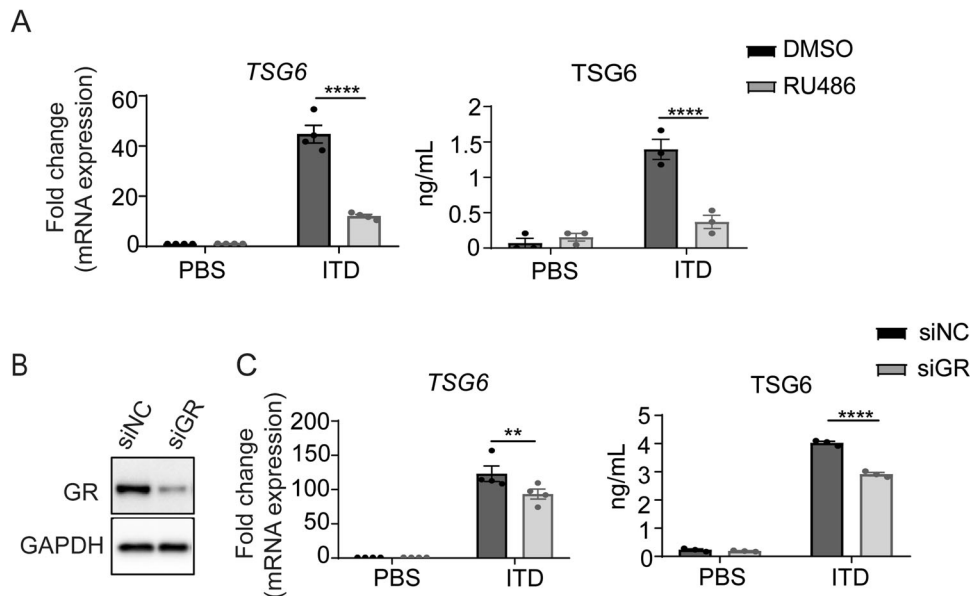 A
TSG6
Fold change
(mRNA expression)
60
40
20
0
PBS
ITD
****
TSG6
ng/mL
2
1.5
1
0.5
0
PBS
ITD
****
DMSO
RU486
B
siNC
siGR
GR
GAPDH
C
TSG6
Fold change
(mRNA expression)
200
150
100
50
0
PBS
ITD
**
TSG6
ng/mL
5
4
3
2
1
0
PBS
ITD
****
siNC
siGR